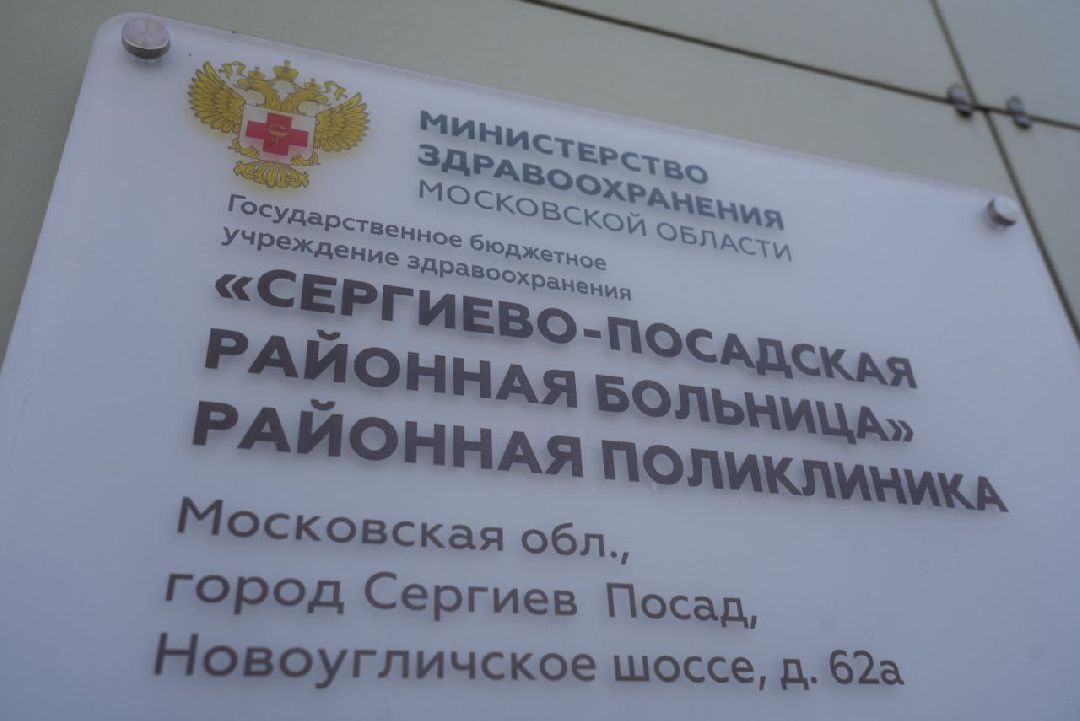 МИНИСТЕРСТВО
ЗДРАВООХРАНЕНИЯ
МОСКОВСКОЙ ОБЛАСТИ
Государственное бюджетное
учреждение здравоохранения
«СЕРГИЕВО-ПОСАДСКАЯ
РАЙОННАЯ БОЛЬНИЦА»
РАЙОННАЯ ПОЛИКЛИНИКА
Московская обл.,
город Сергиев Посад,
Новоугличское шоссе, д. 62а